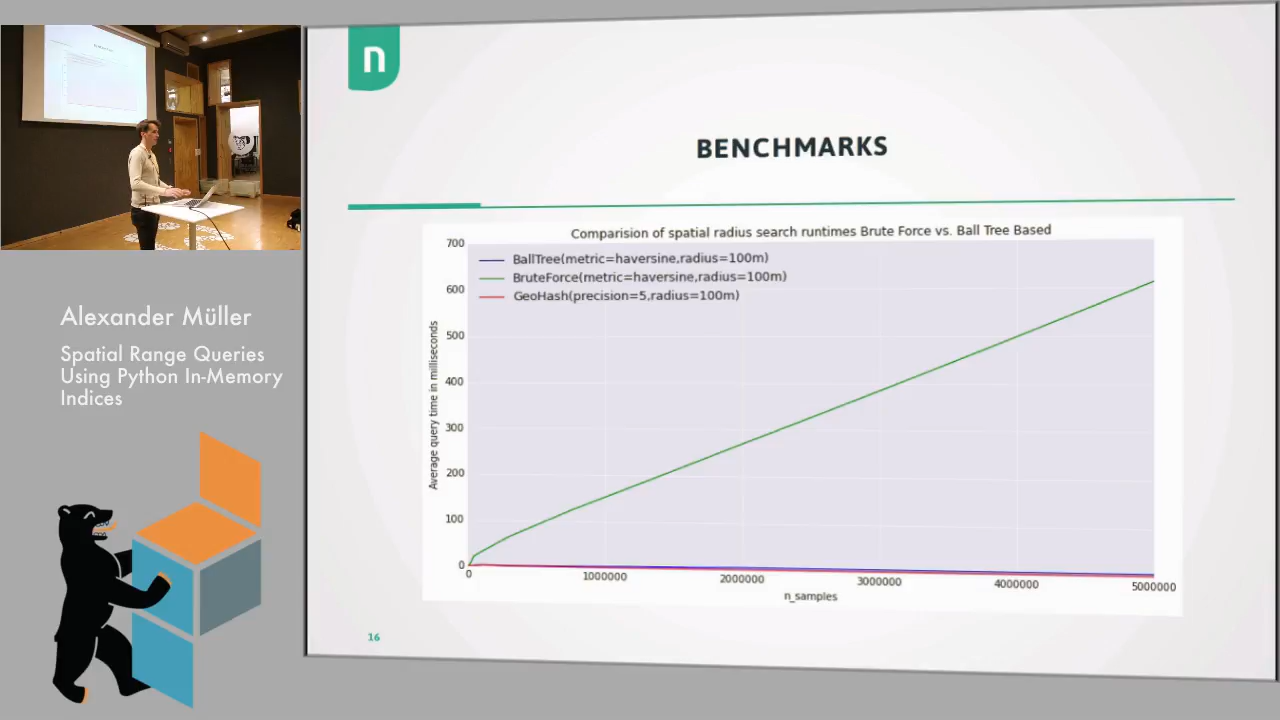 n
BENCHMARKS
Comparision of spatial radius search runtimes Brute Force vs. Ball Tree Based
BallTree(metric=haversine,radius=100m)
BruteForce(metric=haversine,radius=100m)
GeoHash(precision=5,radius=100m)
Average query time in milliseconds
700
600
500
400
300
200
100
0
0
1000000
2000000
3000000
4000000
5000000
n_samples
16
Alexander Müller
Spatial Range Queries
Using Python In-Memory
Indices